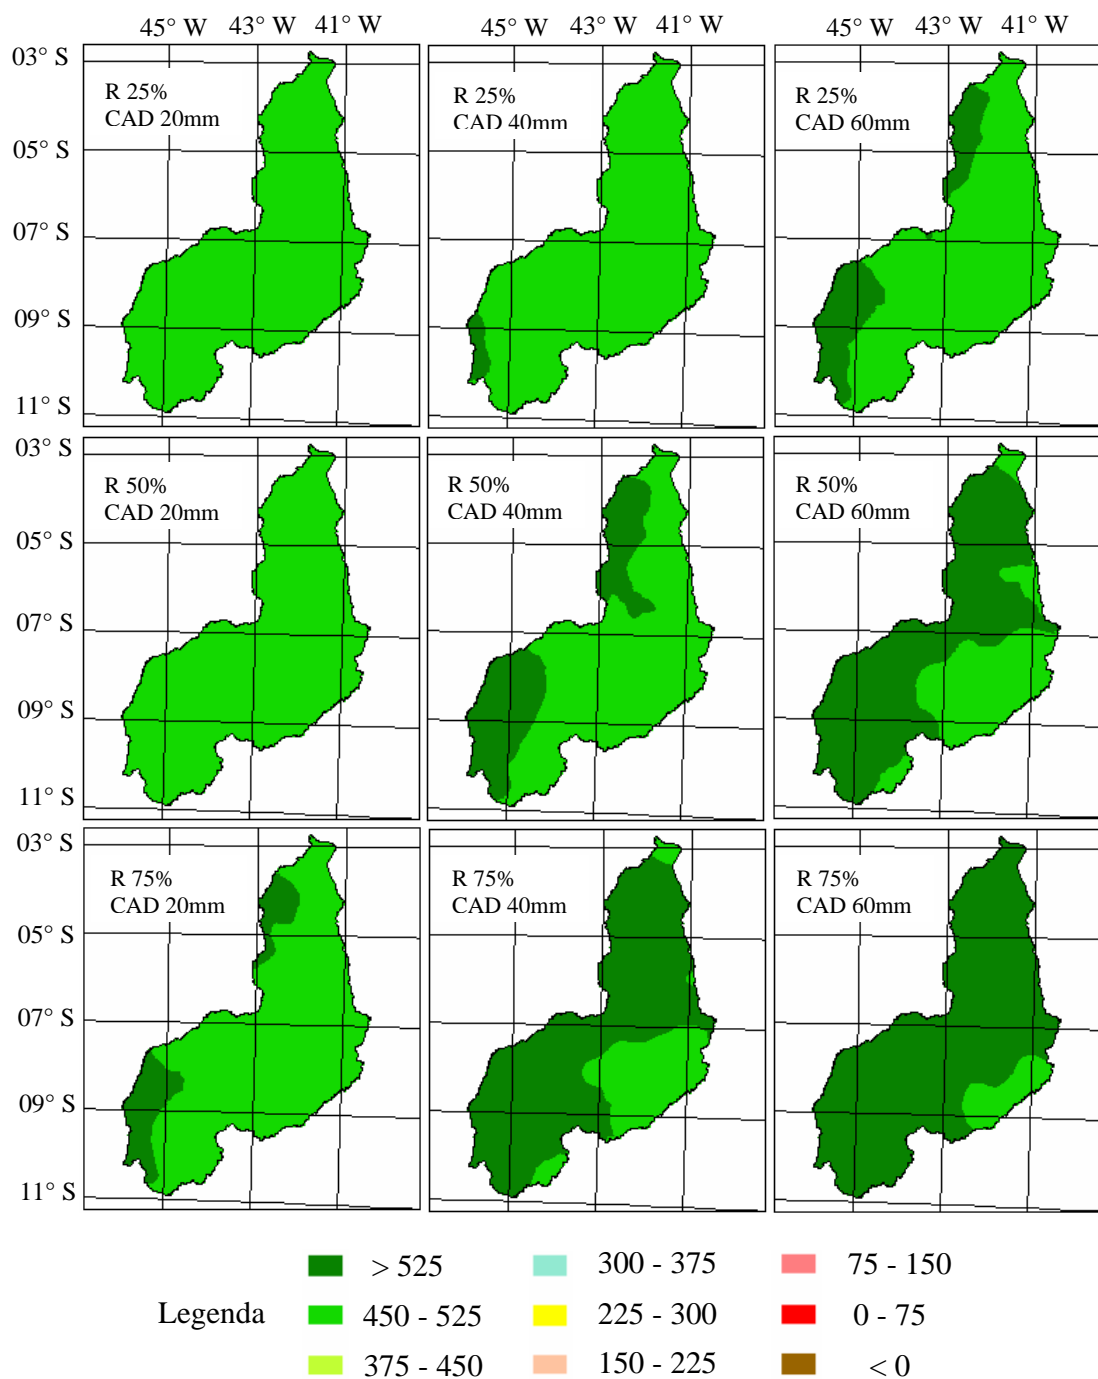 45° W 43° W 41° W 45° W 43° W 41° W 45° W 43° W 41° W
03° S
R 25%
CAD 20mm
R 25%
CAD 40mm
R 25%
CAD 60mm
05° S
07° S
09° S
11° S
03° S
R 50%
CAD 20mm
R 50%
CAD 40mm
R 50%
CAD 60mm
05° S
07° S
09° S
11° S
03° S
R 75%
CAD 20mm
R 75%
CAD 40mm
R 75%
CAD 60mm
05° S
07° S
09° S
11° S
Legenda
> 525
450 - 525
375 - 450
300 - 375
225 - 300
150 - 225
75 - 150
0 - 75
< 0